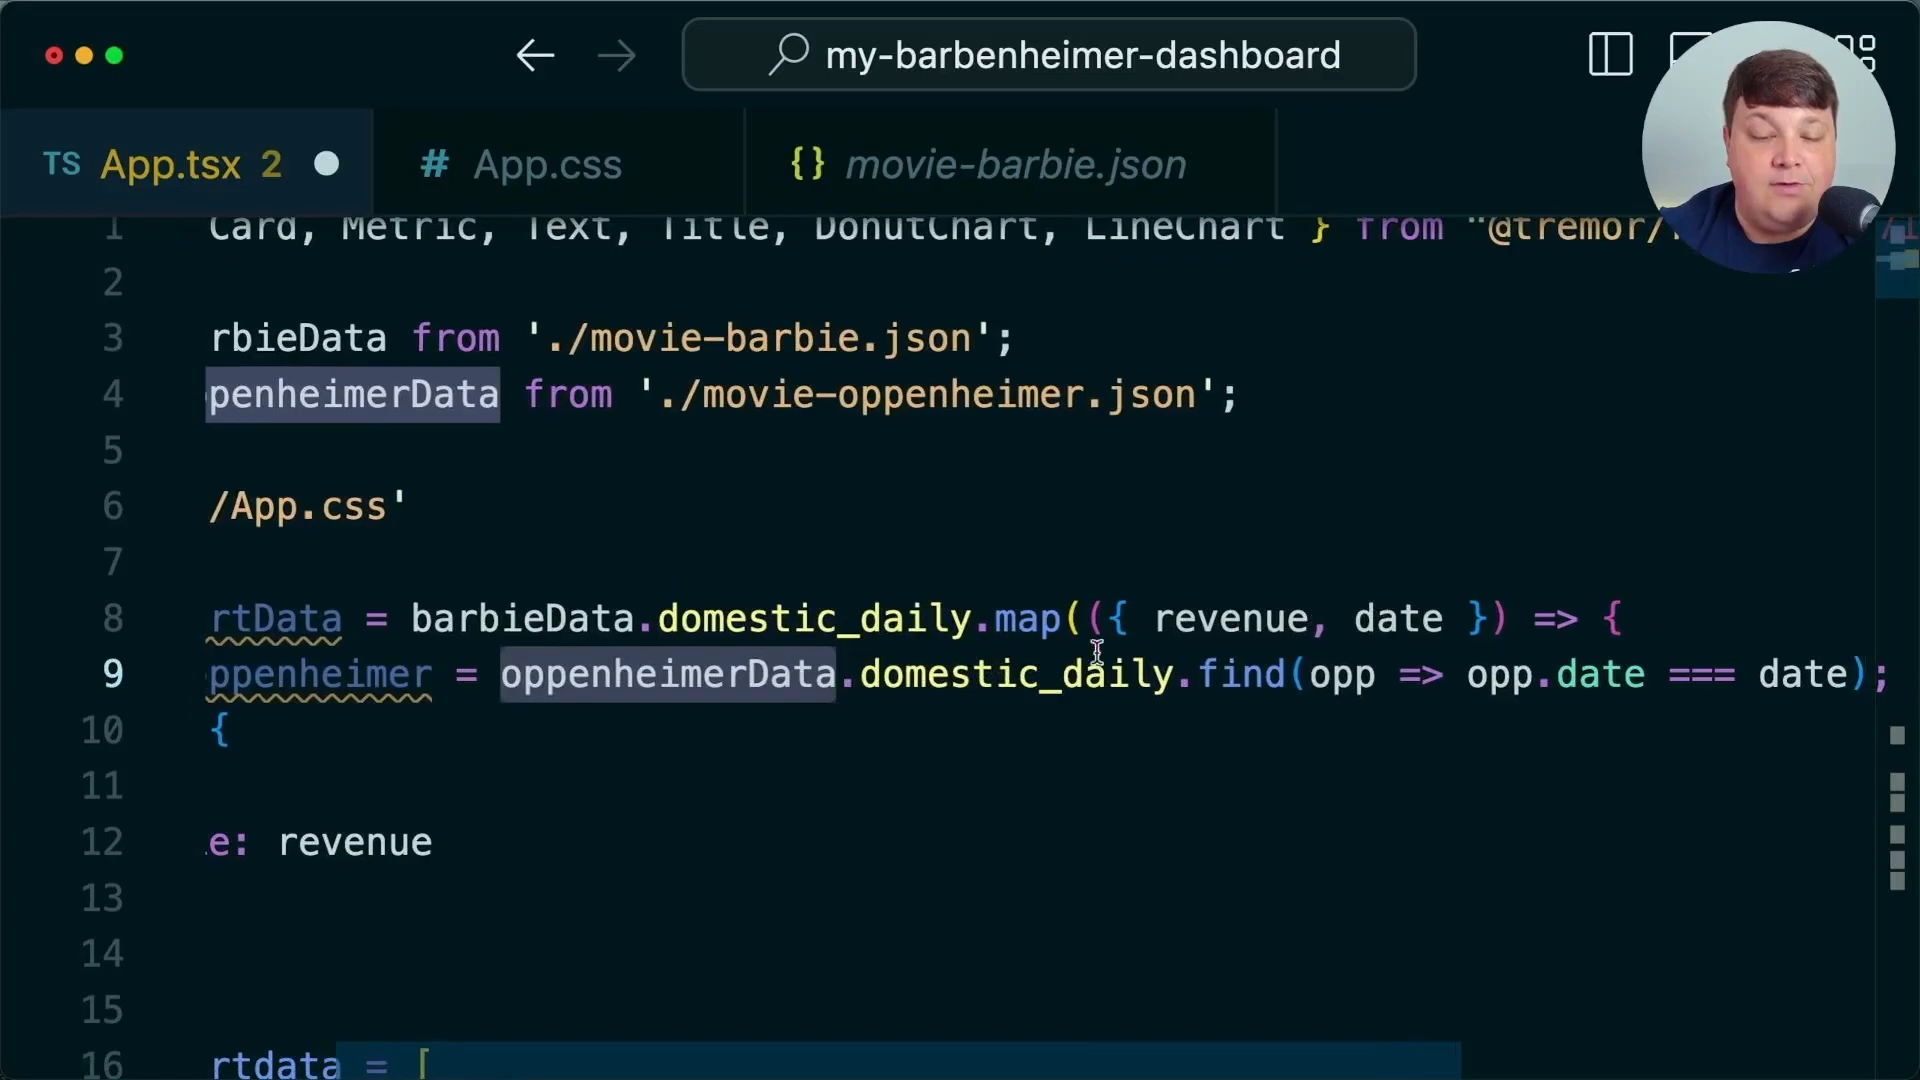 my-barbenheimer-dashboard
TS App.tsx 2
# App.css
{} movie-barbie.json
1 Card, Metric, Text, Title, DonutChart, LineChart } from "@tremor/
2
3 rbieData from './movie-barbie.json';
4 penheimerData from './movie-oppenheimer.json';
5
6 /App.css'
7
8 rtData = barbieData.domestic_daily.map(({ revenue, date }) => {
9 ppenheimer = oppenheimerData.domestic_daily.find(opp => opp.date === date);
10 {
11
12 e: revenue
13
14
15
16 rtdata = [